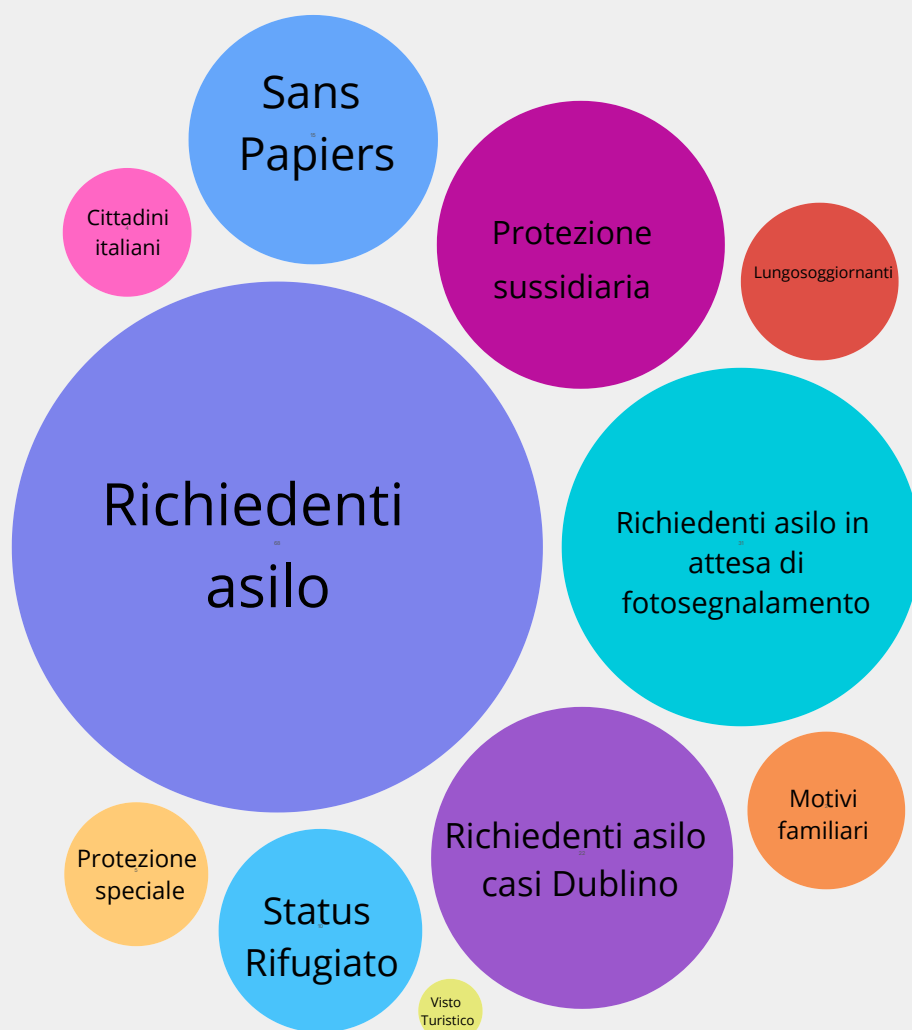 Sans
Papiers
Cittadini
italiani
Protezione
sussidiaria
Lungosoggiornanti
Richiedenti
asilo
Richiedenti asilo in
attesa di
fotosegnalamento
Motivi
familiari
Richiedenti asilo
casi Dublino
Protezione
speciale
Status
Rifugiato
Visto
Turistico